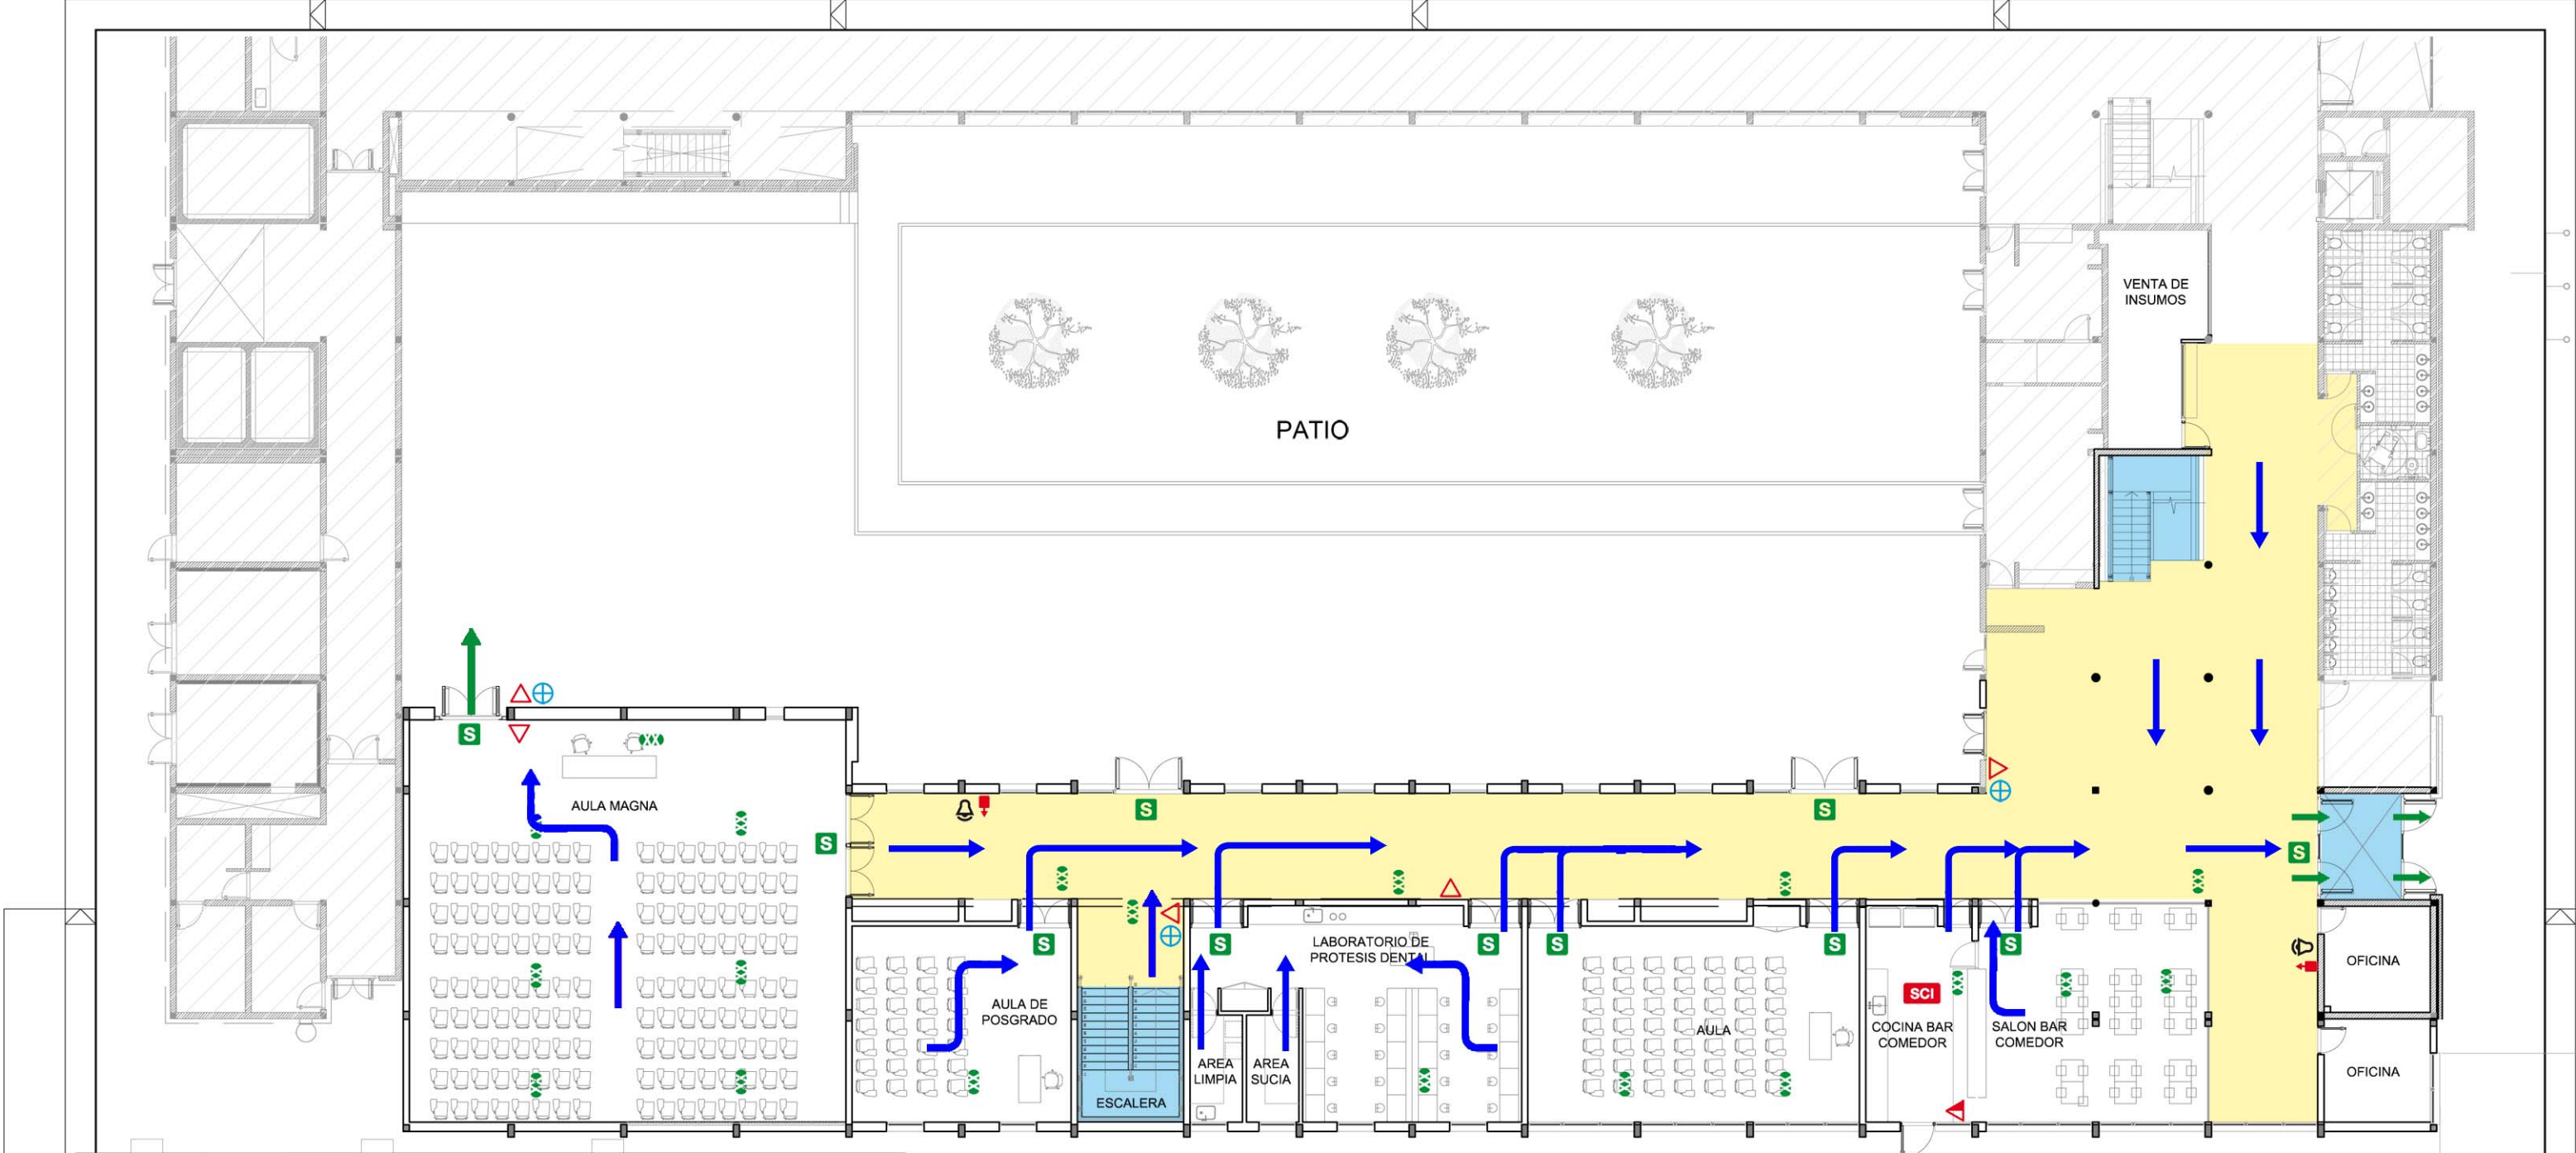 VENTA DE
INSUMOS
PATIO
S
AULA MAGNA
S
S
S
S
S
S
LABORATORIO DE
PROTESIS DENTAL
S
S
S
S
SCI
OFICINA
AULA DE
POSGRADO
AULA
COCINA BAR
COMEDOR
SALON BAR
COMEDOR
AREA
LIMPIA
AREA
SUCIA
OFICINA
ESCALERA